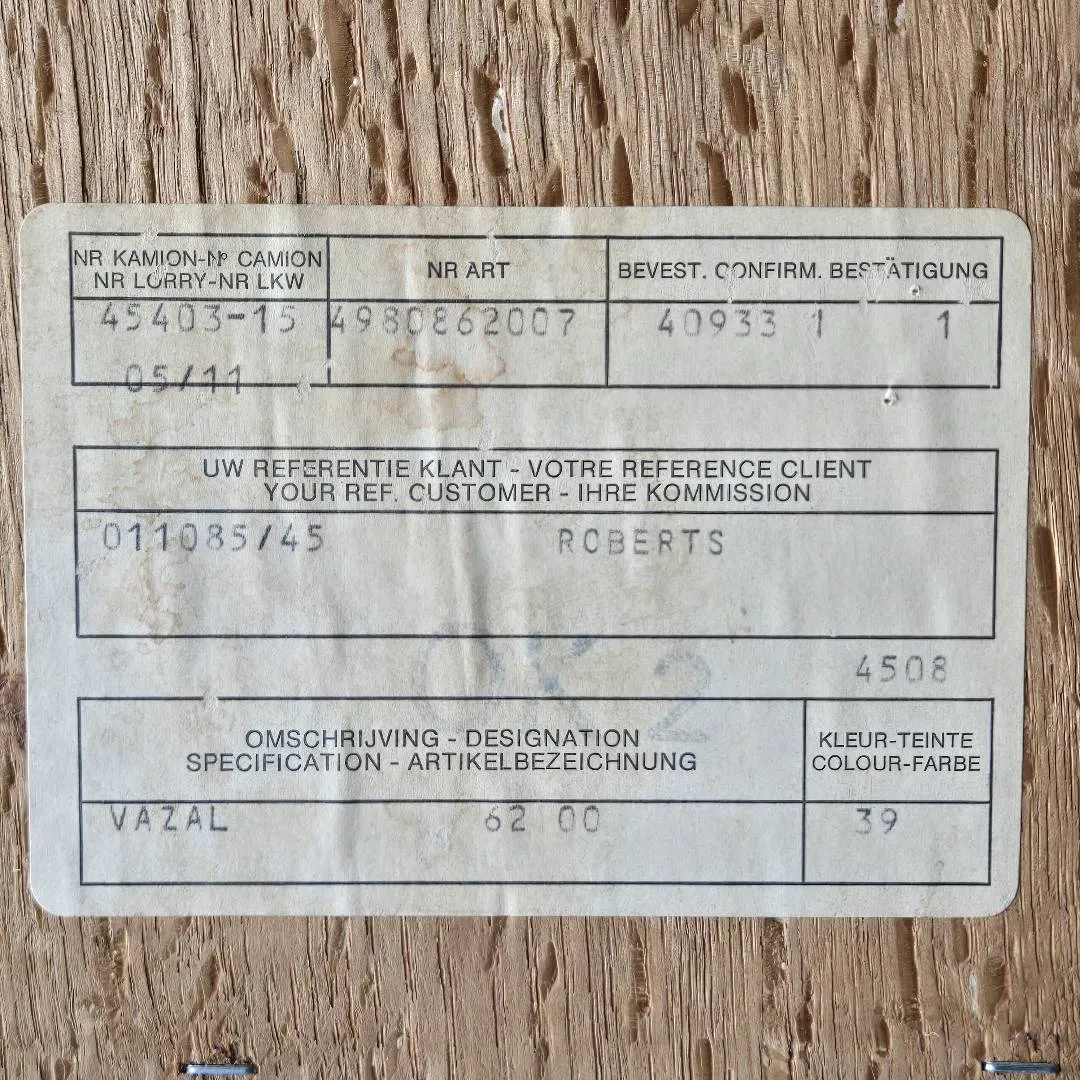 NR KAMION-Nº CAMION
NR LORRY-NR LKW
NR ART
BEVEST. CONFIRM. BESTÄTIGUNG
45403-15
4980862007
40933 1 1
05/11
UW REFERENTIE KLANT - VOTRE REFERENCE CLIENT
YOUR REF. CUSTOMER - IHRE KOMMISSION
011085/45 ROBERTS
OK2
4508
OMSCHRIJVING - DESIGNATION
SPECIFICATION - ARTIKELBEZEICHNUNG
KLEUR-TEINTE
COLOUR-FARBE
VAZAL 62 00
39